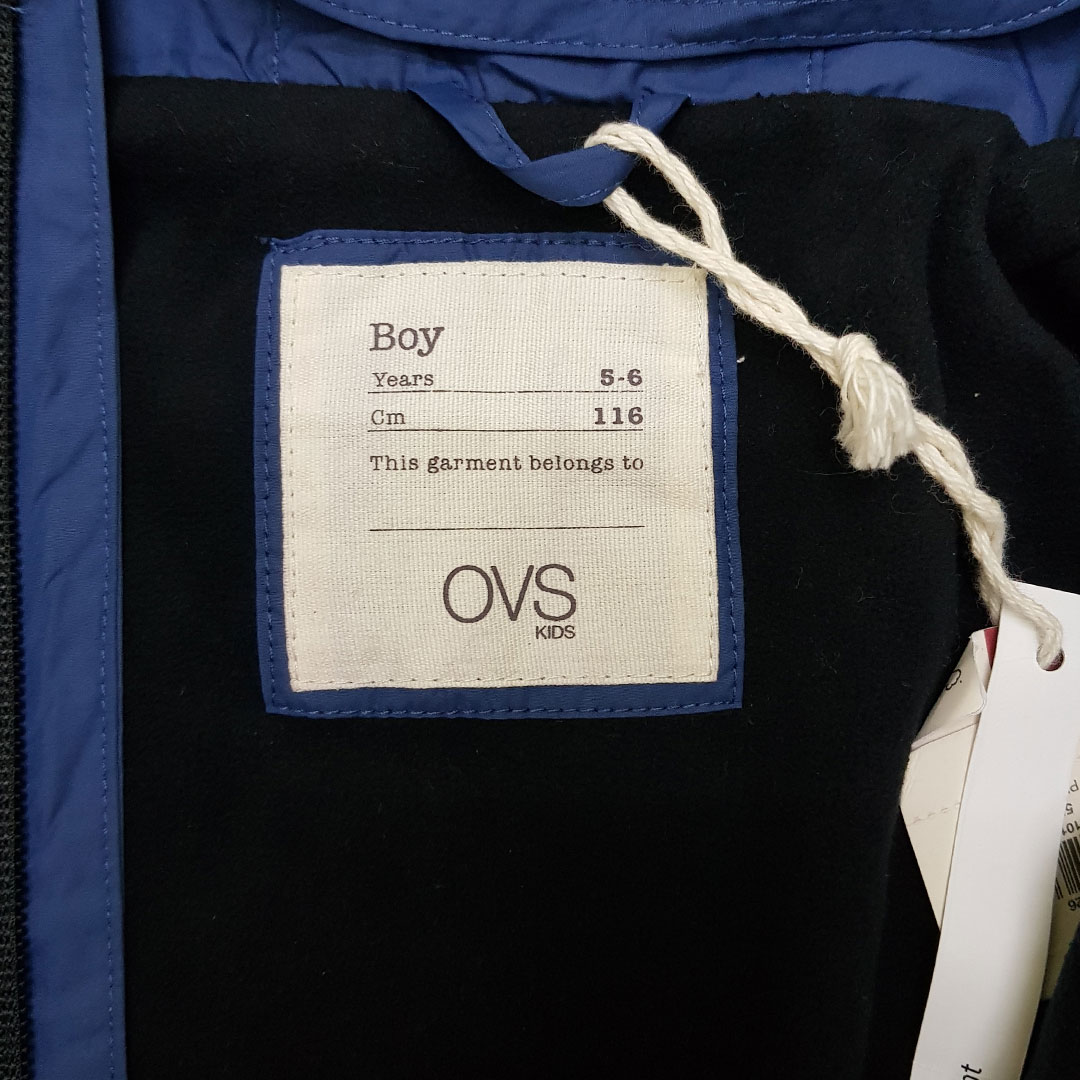 Boy
Years 5-6
Cm 116
This garment belongs to
OVS
KIDS